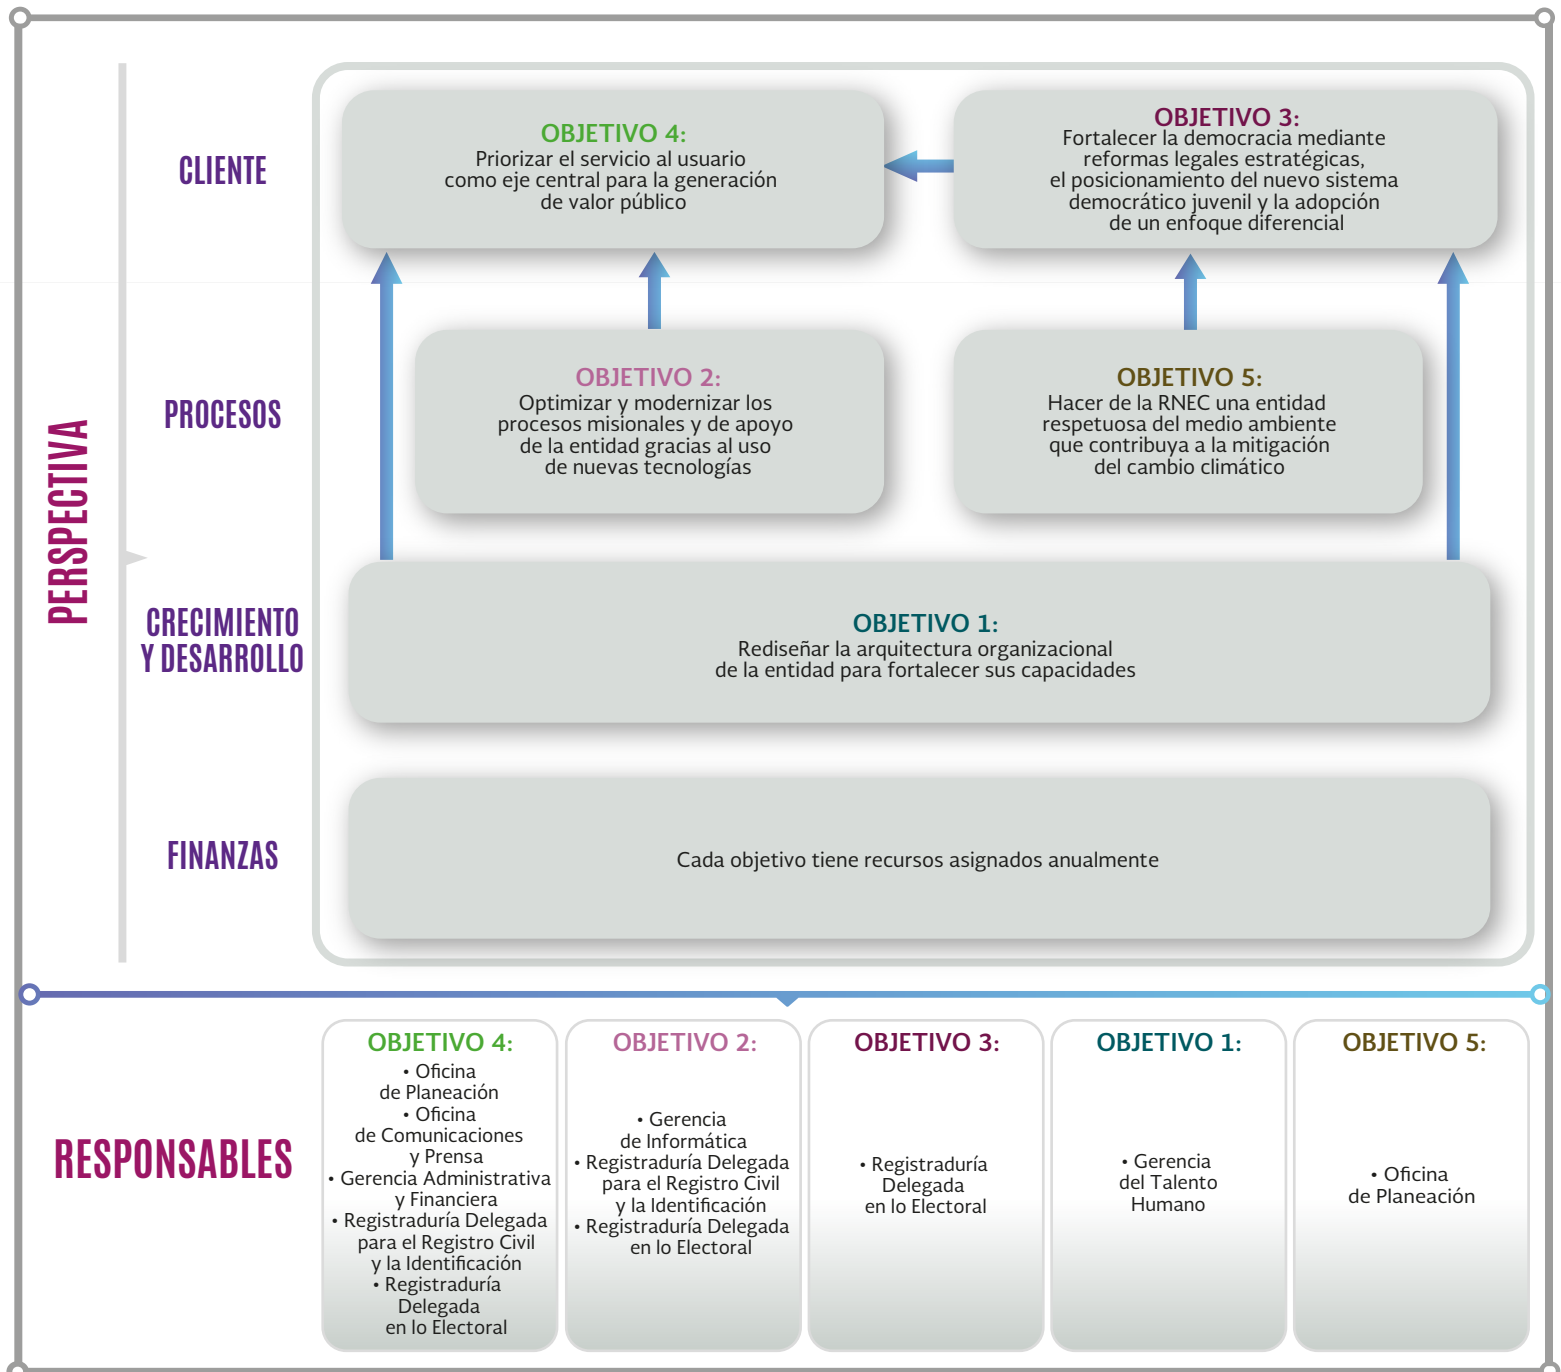 PERSPECTIVA
CLIENTE
OBJETIVO 4:
Priorizar el servicio al usuario
como eje central para la generación
de valor público
OBJETIVO 3:
Fortalecer la democracia mediante
reformas legales estratégicas,
el posicionamiento del nuevo sistema
democrático juvenil y la adopción
de un enfoque diferencial
PROCESOS
OBJETIVO 2:
Optimizar y modernizar los
procesos misionales y de apoyo
de la entidad gracias al uso
de nuevas tecnologías
OBJETIVO 5:
Hacer de la RNEC una entidad
respetuosa del medio ambiente
que contribuya a la mitigación
del cambio climático
CRECIMIENTO
Y DESARROLLO
OBJETIVO 1:
Rediseñar la arquitectura organizacional
de la entidad para fortalecer sus capacidades
FINANZAS
Cada objetivo tiene recursos asignados anualmente
RESPONSABLES
OBJETIVO 4:
• Oficina
de Planeación
• Oficina
de Comunicaciones
y Prensa
• Gerencia Administrativa
y Financiera
• Registraduría Delegada
para el Registro Civil
y la Identificación
• Registraduría
Delegada
en lo Electoral
OBJETIVO 2:
• Gerencia
de Informática
• Registraduría Delegada
para el Registro Civil
y la Identificación
• Registraduría Delegada
en lo Electoral
OBJETIVO 3:
• Registraduría
Delegada
en lo Electoral
OBJETIVO 1:
• Gerencia
del Talento
Humano
OBJETIVO 5:
• Oficina
de Planeación